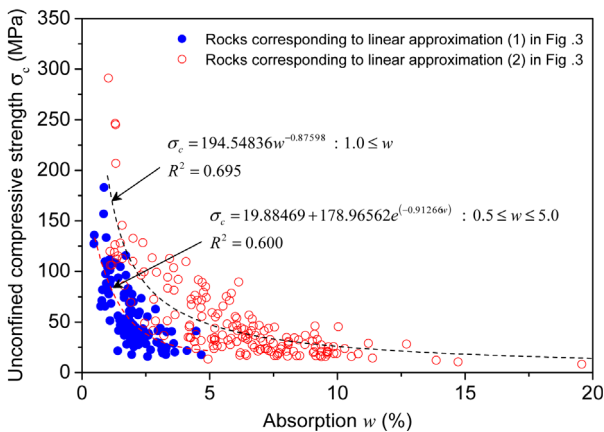 Unconfined compressive strength σc (MPa)
350
300
250
200
150
100
50
0
Rocks corresponding to linear approximation (1) in Fig .3
Rocks corresponding to linear approximation (2) in Fig .3
σc = 194.54836w^−0.87598 : 1.0 ≤ w
R² = 0.695
σc = 19.88469+178.96562e^(−0.91266w) : 0.5 ≤ w ≤ 5.0
R² = 0.600
0 5 10 15 20
Absorption w (%)